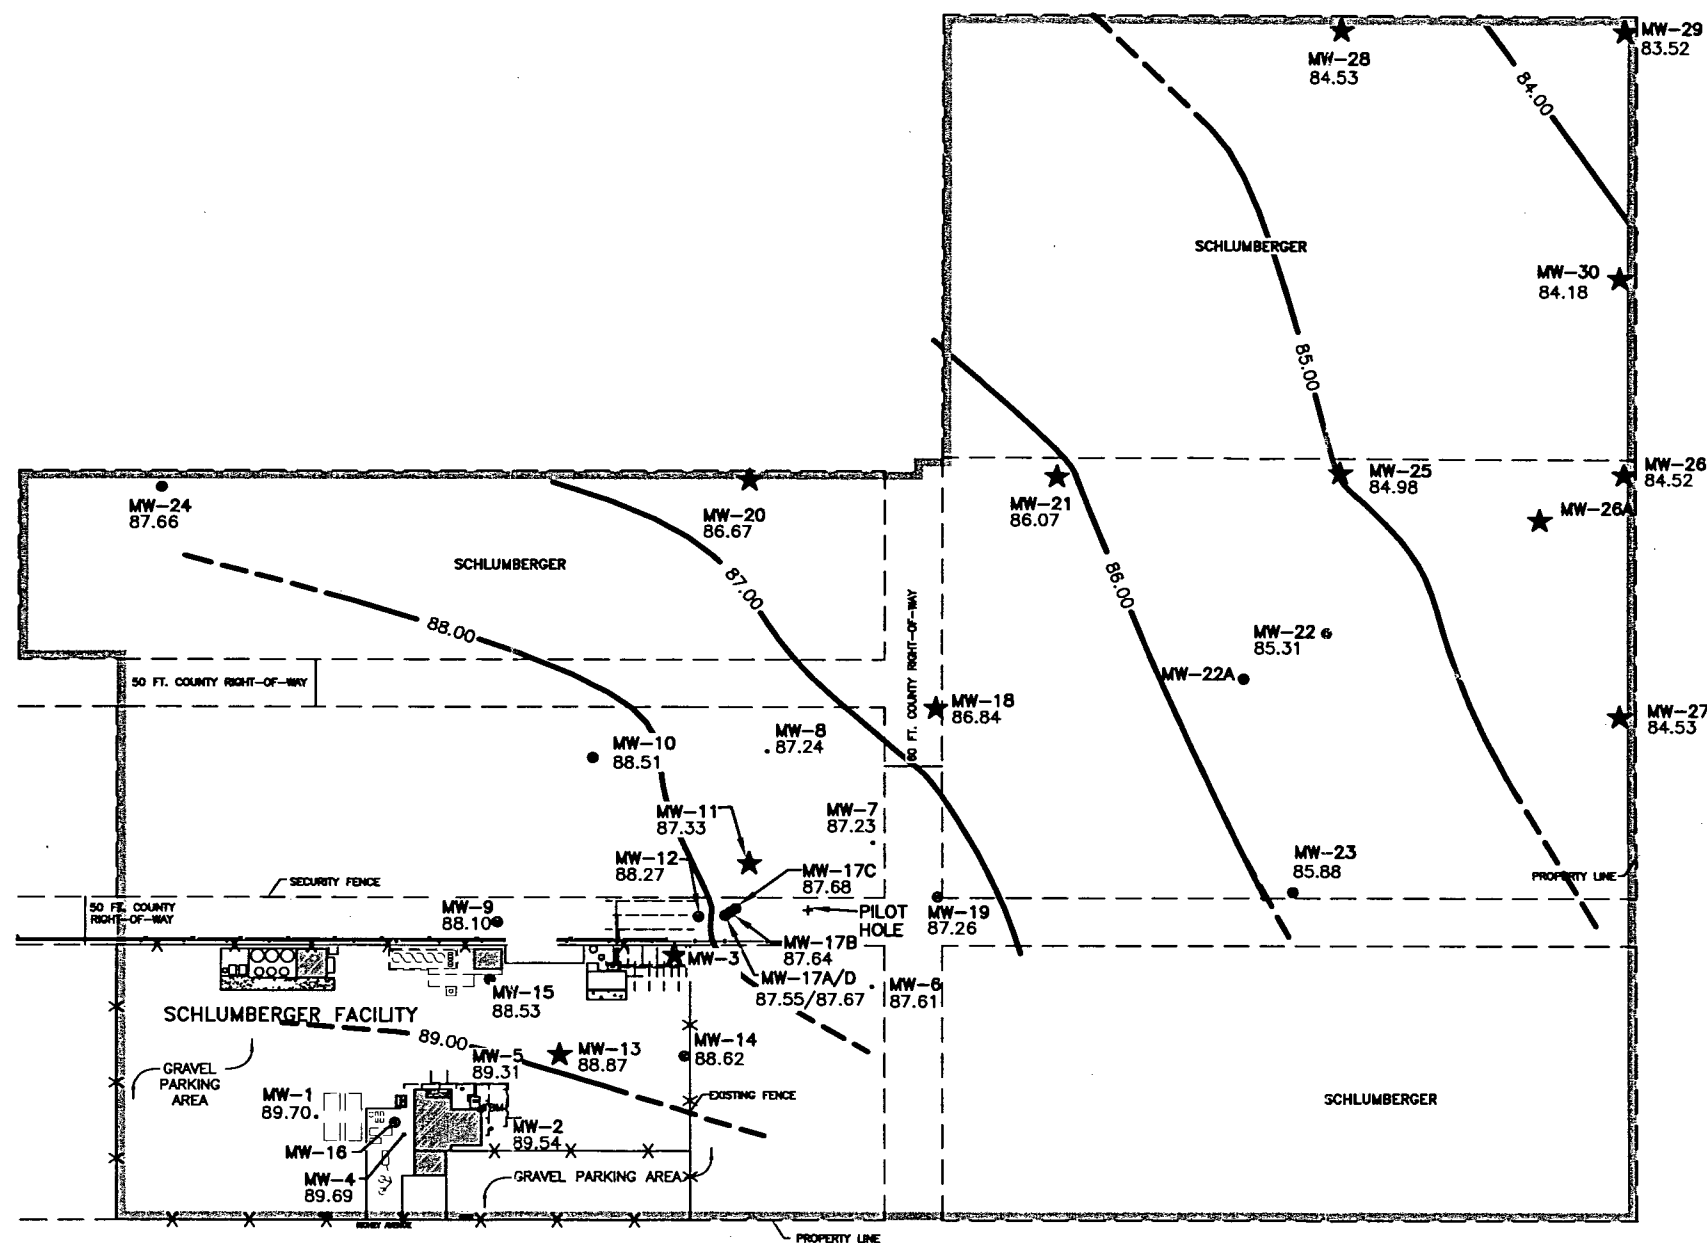 MW-29
83.52
MW-28
84.53
84.00
SCHLUMBERGER
MW-30
84.18
85.00
MW-24
87.66
MW-20
86.67
MW-21
86.07
MW-25
84.98
MW-26
84.52
MW-26A
SCHLUMBERGER
87.00
86.00
88.00
60 FT. COUNTY RIGHT-OF-WAY
MW-22
85.31
MW-22A
50 FT. COUNTY RIGHT-OF-WAY
MW-18
86.84
MW-27
84.53
MW-10
88.51
MW-8
87.24
MW-11
87.33
MW-7
87.23
MW-12
88.27
MW-17C
87.68
MW-23
85.88
PROPERTY LINE
SECURITY FENCE
50 FT. COUNTY
RIGHT-OF-WAY
MW-9
88.10
PILOT
HOLE
MW-19
87.26
MW-17B
87.64
MW-3
MW-17A/D
87.55/87.67
MW-6
87.61
MW-15
88.53
SCHLUMBERGER FACILITY
89.00
MW-5
89.31
MW-13
88.87
MW-14
88.62
GRAVEL
PARKING
AREA
MW-1
89.70
EXISTING FENCE
BM
MW-2
89.54
SCHLUMBERGER
MW-16
MW-4
89.69
GRAVEL PARKING AREA
PROPERTY LINE